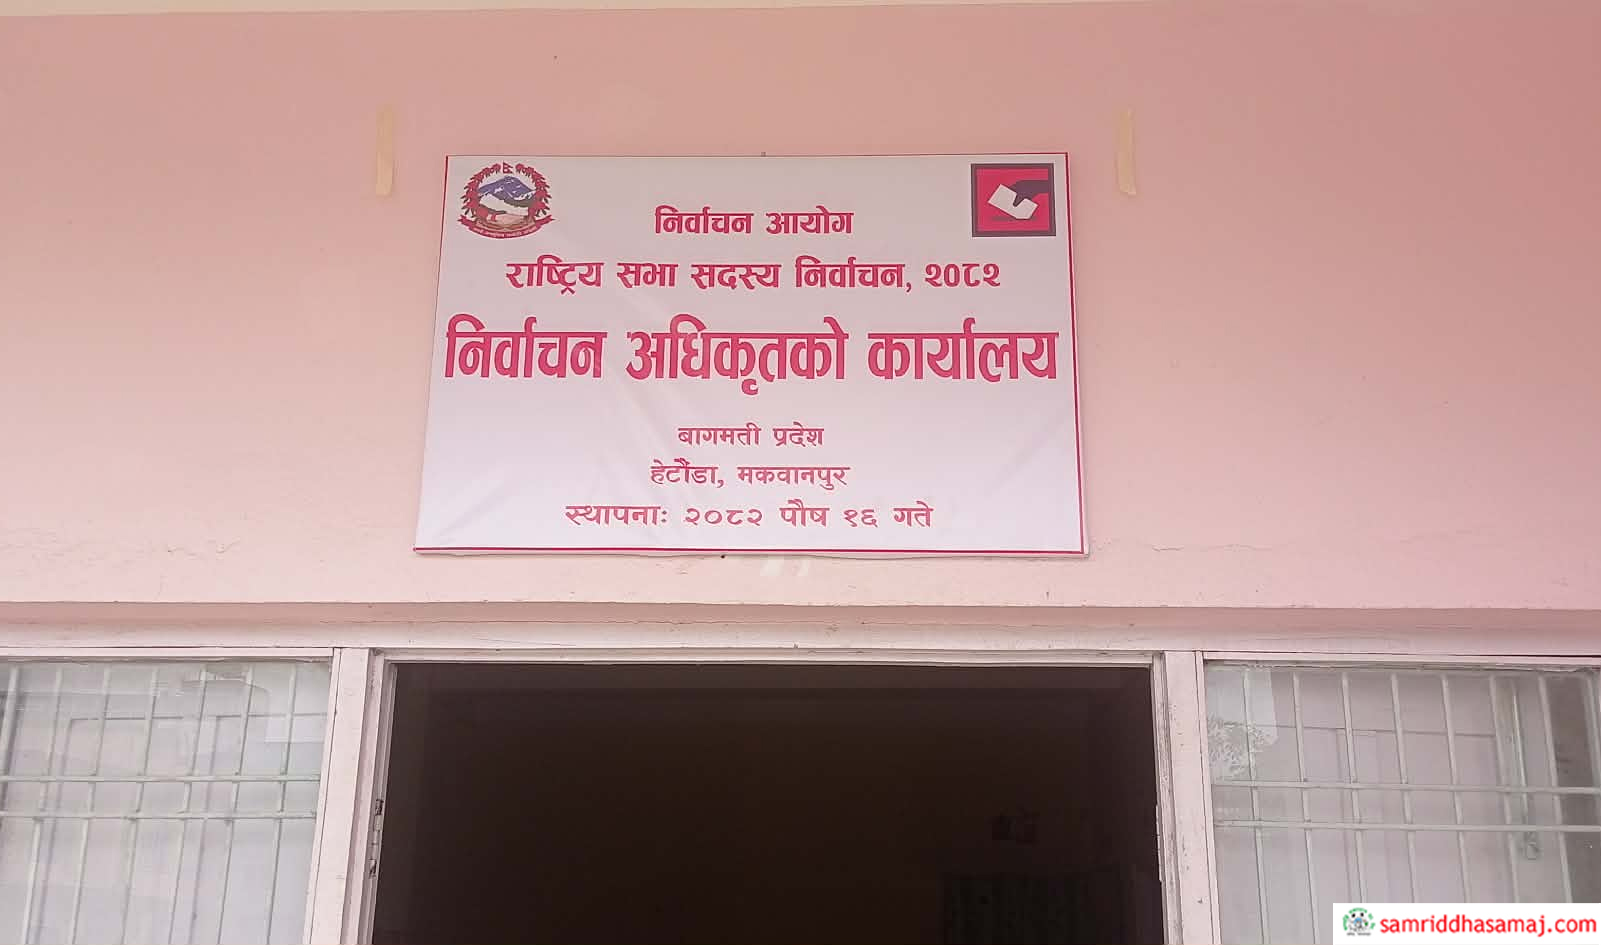 निर्वाचन आयोग
राष्ट्रिय सभा सदस्य निर्वाचन, २०८२
निर्वाचन अधिकृतको कार्यालय
बागमती प्रदेश
हेटौंडा, मकवानपुर
स्थापनाः २०८२ पौष १६ गते
samriddhasamaj.com